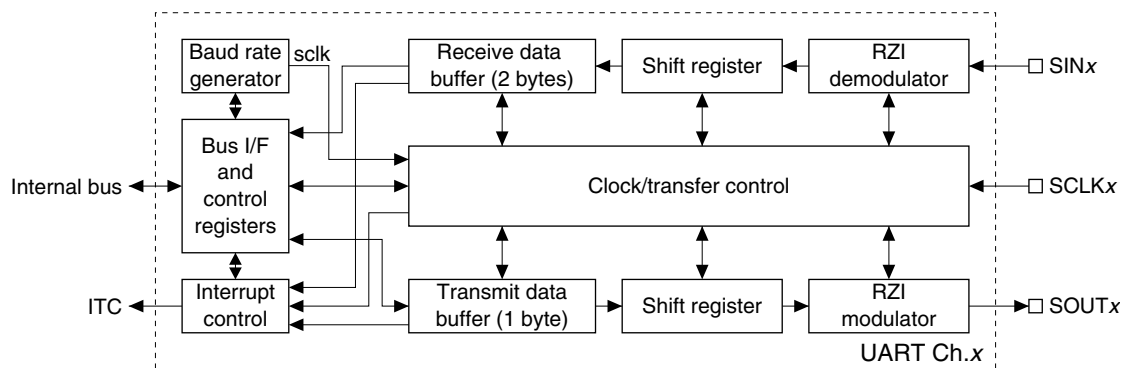 Baud rate
generator
sclk
Receive data
buffer (2 bytes)
Shift register
RZI
demodulator
SINx
Internal bus
Bus I/F
and
control
registers
Clock/transfer control
SCLKx
ITC
Interrupt
control
Transmit data
buffer (1 byte)
Shift register
RZI
modulator
SOUTx
UART Ch.x